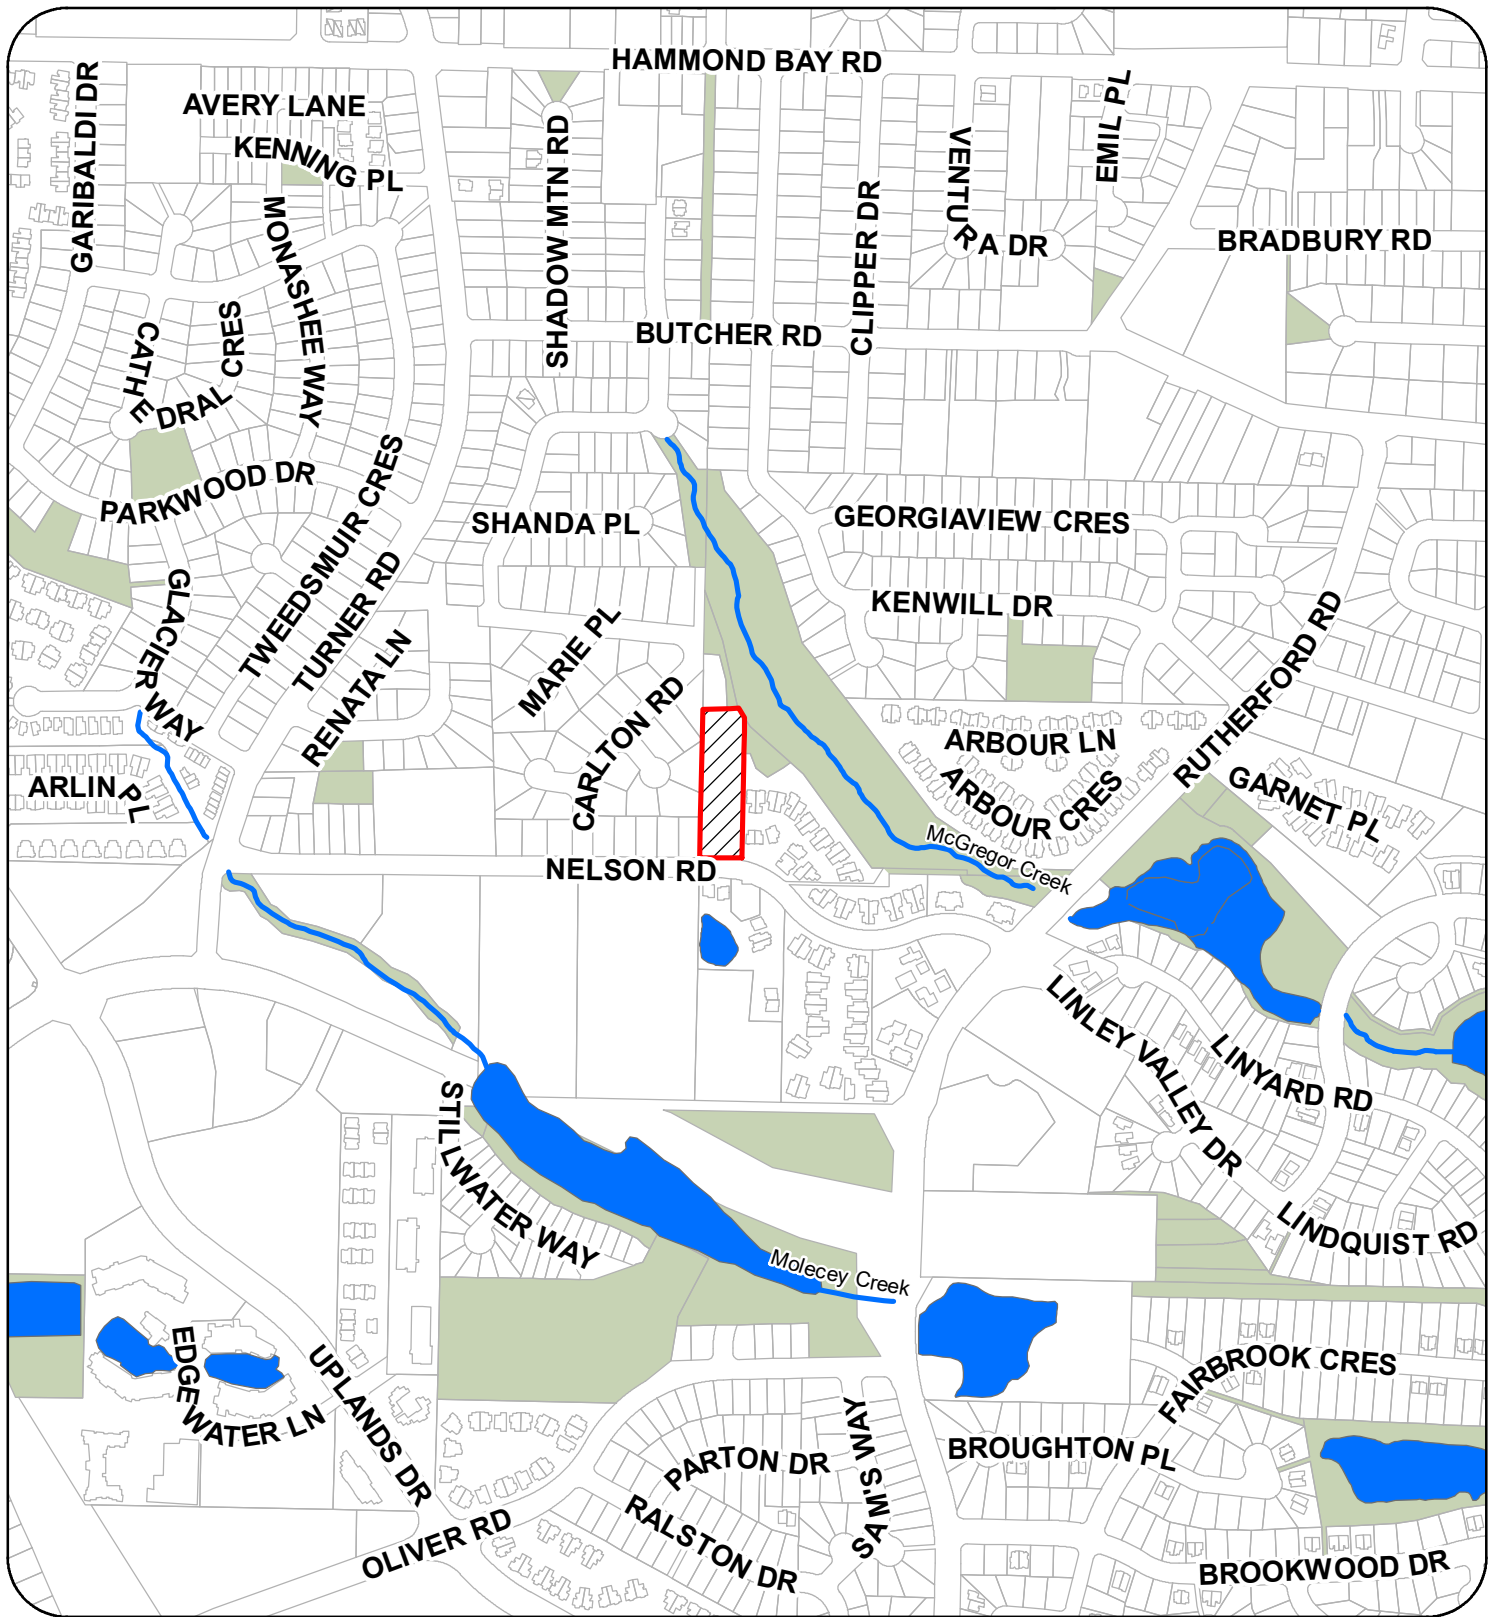 HAMMOND BAY RD
GARIBALDI DR
AVERY LANE
KENNING PL
MONASHEE WAY
SHADOW MTN RD
CLIPPER DR
VENTURA DR
EMIL PL
BRADBURY RD
CATHEDRAL CRES
BUTCHER RD
PARKWOOD DR
TWEEDSMUIR CRES
SHANDA PL
GEORGIAVIEW CRES
GLACIER WAY
TURNER RD
RENATA LN
MARIE PL
KENWILL DR
RUTHERFORD RD
CARLTON RD
ARBOUR LN
ARBOUR CRES
GARNET PL
ARLIN PL
NELSON RD
McGregor Creek
LINLEY VALLEY DR
LINYARD RD
STILLWATER WAY
LINDQUIST RD
Molecey Creek
EDGEWATER LN
UPLANDS DR
FAIRBROOK CRES
SAM'S WAY
PARTON DR
BROUGHTON PL
RALSTON DR
OLIVER RD
BROOKWOOD DR